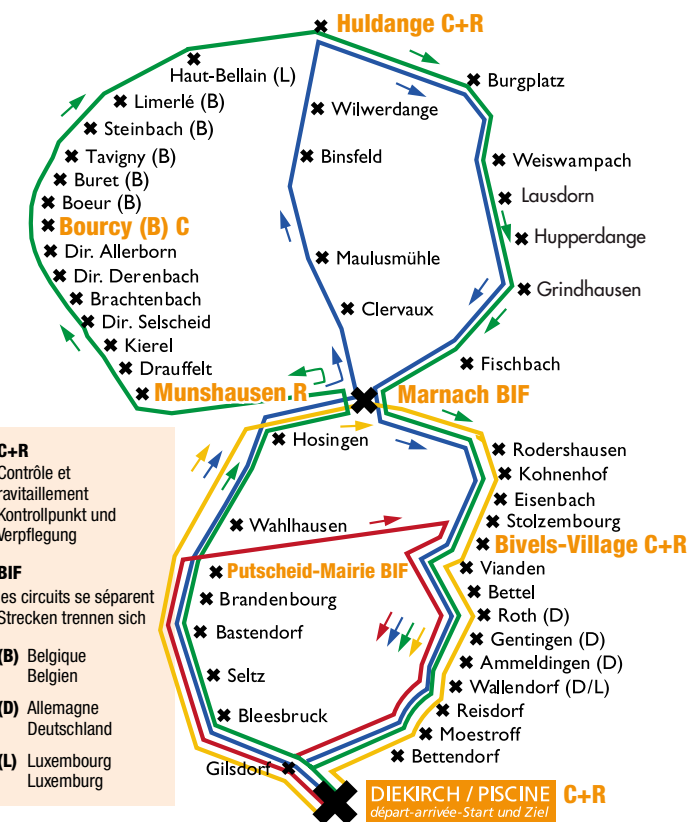 Huldange C+R
Haut-Bellain (L)
Burgplatz
Limerlé (B)
Wilwerdange
Steinbach (B)
Tavigny (B)
Binsfeld
Weiswampach
Buret (B)
Boeur (B)
Lausdorn
Bourcy (B) C
Hupperdange
Dir. Allerborn
Maulusmühle
Dir. Derenbach
Grindhausen
Brachtenbach
Clervaux
Dir. Selscheid
Kierel
Fischbach
Drauffelt
Munshausen R
Marnach BIF
Hosingen
Rodershausen
Kohnenhof
Eisenbach
Stolzembourg
Wahlhausen
Bivels-Village C+R
Vianden
Putscheid-Mairie BIF
Bettel
Brandenbourg
Roth (D)
Bastendorf
Gentingen (D)
Ammeldingen (D)
Seltz
Wallendorf (D/L)
Reisdorf
Bleesbruck
Moestroff
Bettendorf
Gilsdorf
DIEKIRCH / PISCINE C+R
départ-arrivée-Start und Ziel
C+R
Contrôle et
ravitaillement
Kontrollpunkt und
Verpflegung
BIF
les circuits se séparent
Strecken trennen sich
(B) Belgique
Belgien
(D) Allemagne
Deutschland
(L) Luxembourg
Luxemburg